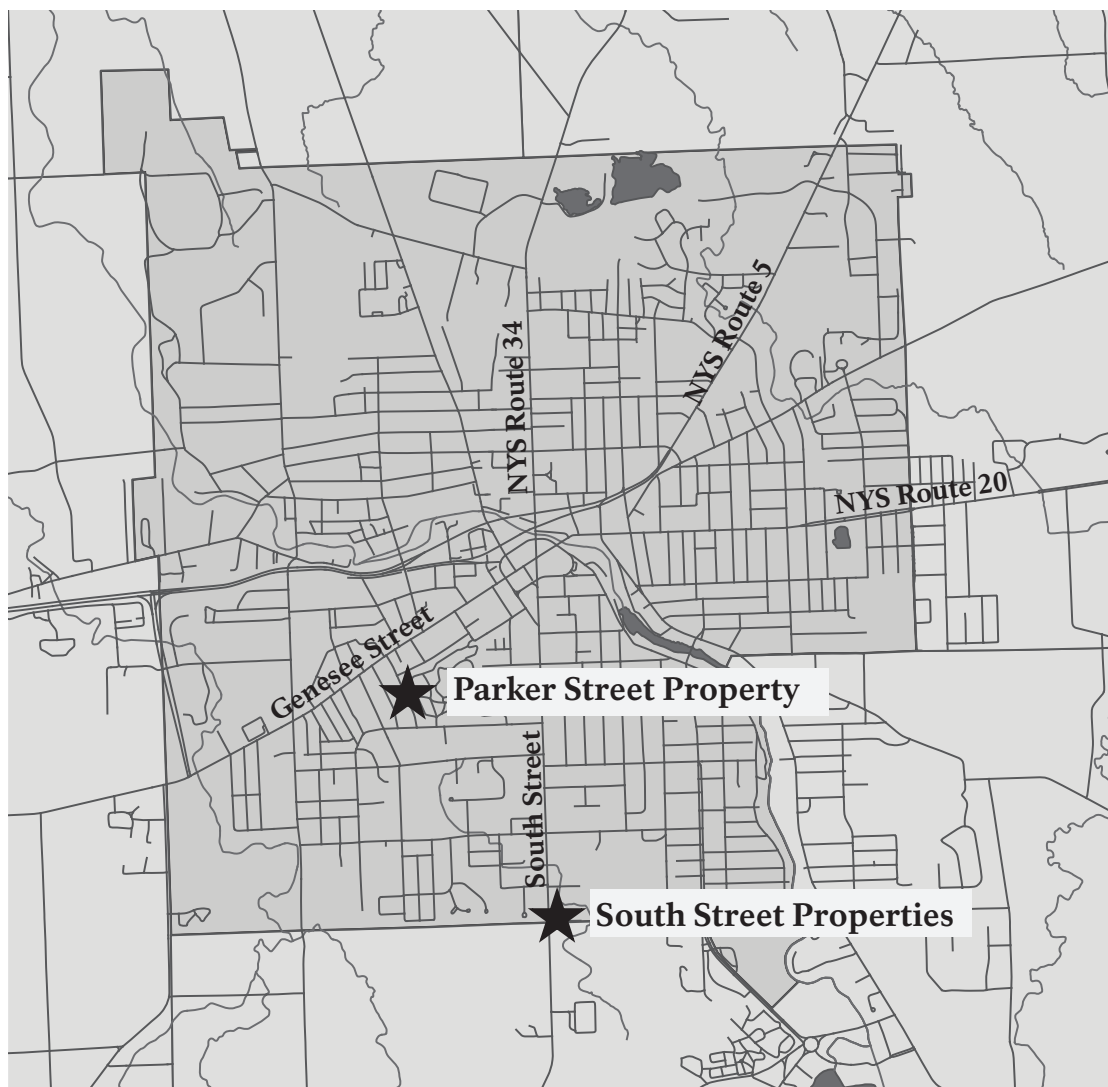 NYS Route 5
NYS Route 34
NYS Route 20
Genesee Street
Parker Street Property
South Street
South Street Properties